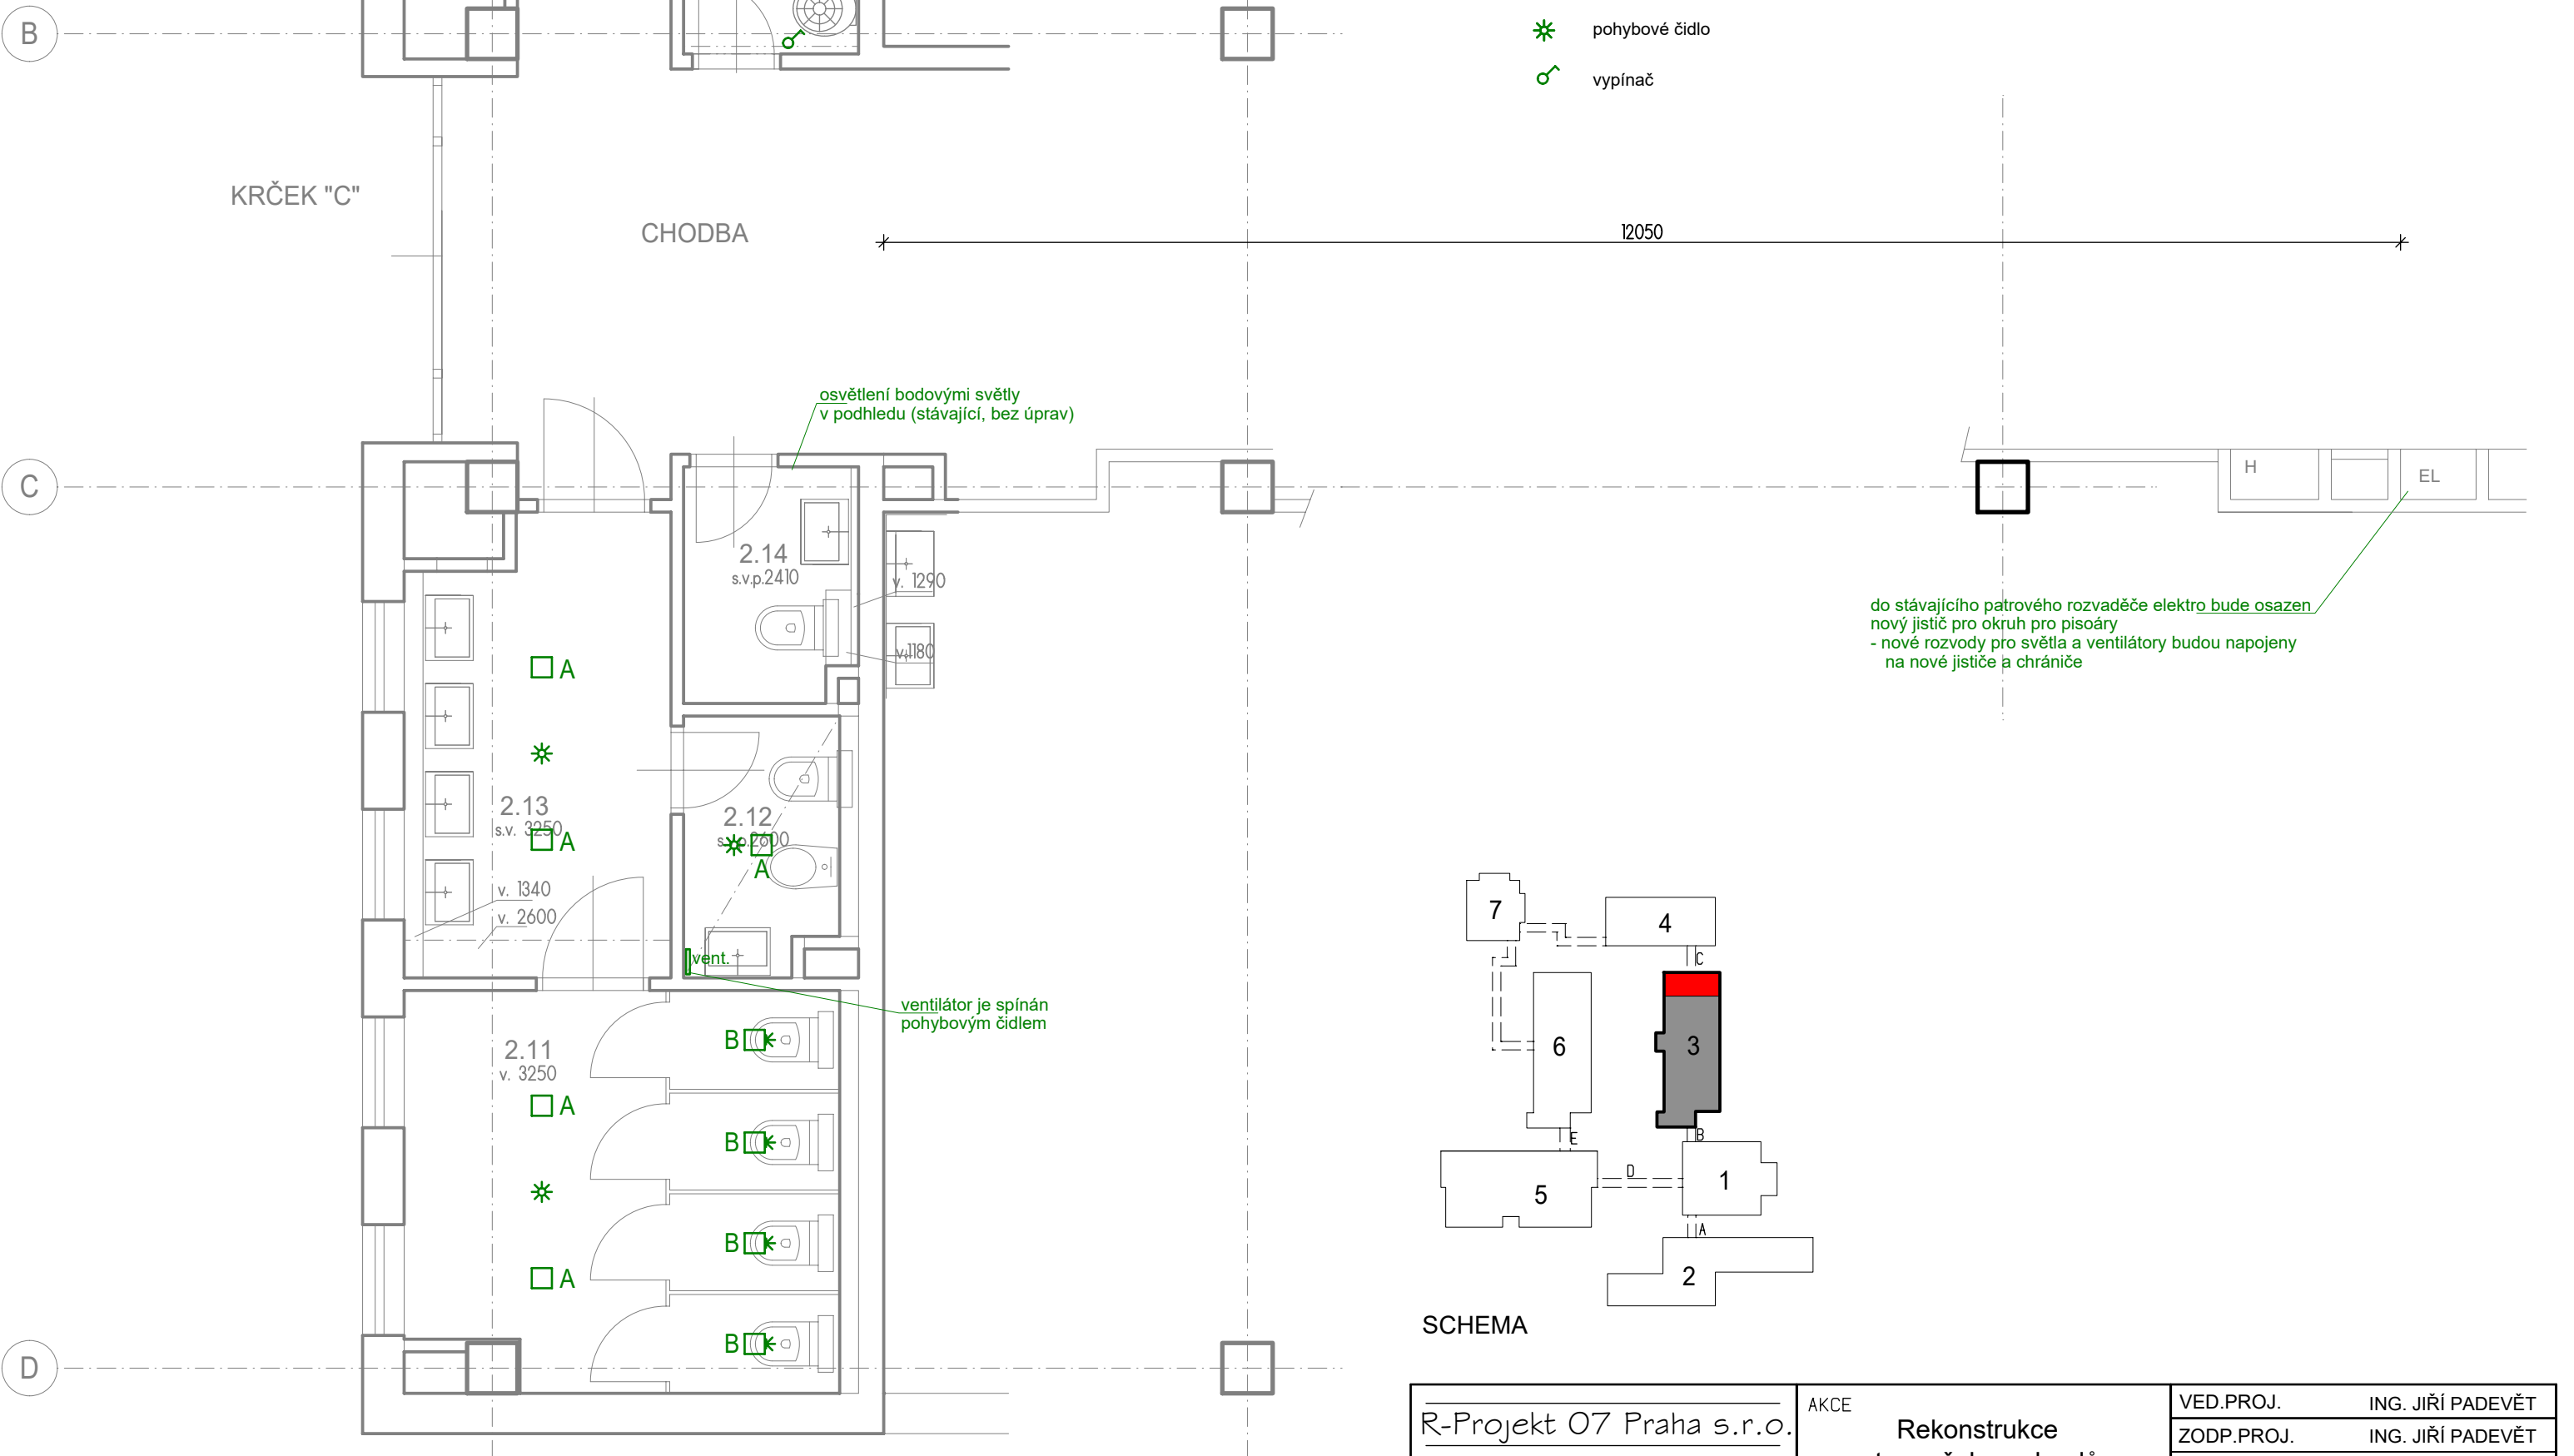 B
pohybové čidlo
vypínač
KRČEK "C"
CHODBA
12050
osvětlení bodovými světly
v podhledu (stávající, bez úprav)
C
H
EL
2.14
s.v.p.2410
v. 1290
v.1180
do stávajícího patrového rozvaděče elektro bude osazen
nový jistič pro okruh pro pisoáry
- nové rozvody pro světla a ventilátory budou napojeny
na nové jističe a chrániče
A
2.13
s.v. 3250
A
2.12
s.v.p.2600
A
v. 1340
v. 2600
vent.
ventilátor je spínán
pohybovým čidlem
2.11
v. 3250
B
A
B
B
A
B
D
7
4
C
6
3
E
B
D
1
5
A
2
SCHEMA
R-Projekt 07 Praha s.r.o.
AKCE
Rekonstrukce
VED.PROJ.
ING. JIŘÍ PADEVĚT
ZODP.PROJ.
ING. JIŘÍ PADEVĚT